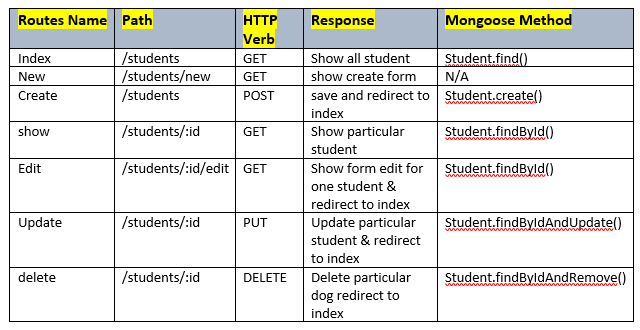 Routes Name Path HTTP Verb Response Mongoose Method
Index /students GET Show all student Student.find()
New /students/new GET show create form N/A
Create /students POST save and redirect to index Student.create()
show /students/:id GET Show particular student Student.findById()
Edit /students/:id/edit GET Show form edit for one student & redirect to index Student.findById()
Update /students/:id PUT Update particular student & redirect to index Student.findByIdAndUpdate()
delete /students/:id DELETE Delete particular dog redirect to index Student.findByIdAndRemove()